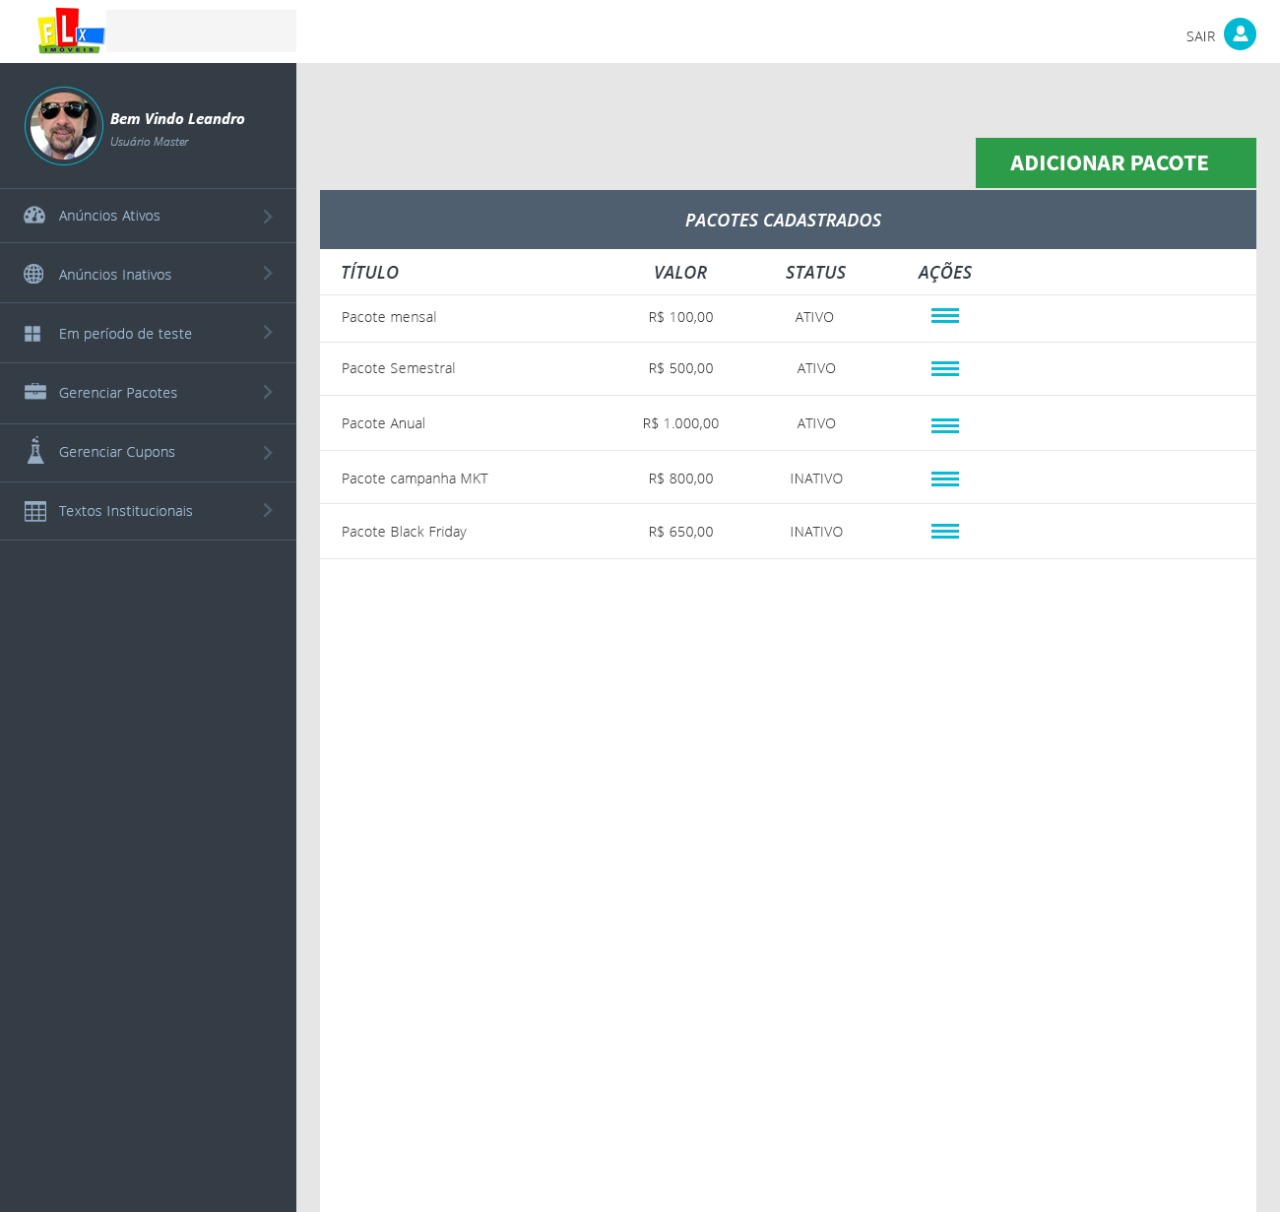 FLX
IMÓVEIS
SAIR
Bem Vindo Leandro
Usuário Master
Anúncios Ativos
Anúncios Inativos
Em período de teste
Gerenciar Pacotes
Gerenciar Cupons
Textos Institucionais
ADICIONAR PACOTE
PACOTES CADASTRADOS
TÍTULO VALOR STATUS AÇÕES
Pacote mensal R$ 100,00 ATIVO
Pacote Semestral R$ 500,00 ATIVO
Pacote Anual R$ 1.000,00 ATIVO
Pacote campanha MKT R$ 800,00 INATIVO
Pacote Black Friday R$ 650,00 INATIVO